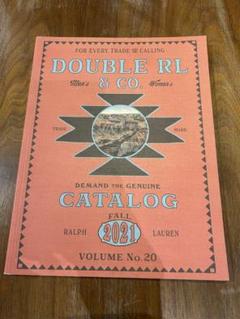 FOR EVERY TRADE OR CALLING
DOUBLE RL
Men's & CO. Women's
TRADE MARK
DEMAND THE GENUINE
CATALOG
FALL
2021
RALPH LAUREN
VOLUME No. 20